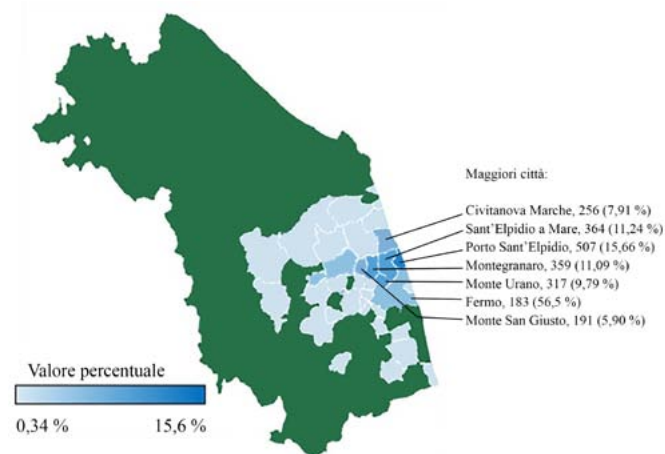 Maggiori città:
Civitanova Marche, 256 (7,91 %)
Sant'Elpidio a Mare, 364 (11,24 %)
Porto Sant'Elpidio, 507 (15,66 %)
Montegranaro, 359 (11,09 %)
Monte Urano, 317 (9,79 %)
Fermo, 183 (56,5 %)
Monte San Giusto, 191 (5,90 %)
Valore percentuale
0,34 % 15,6 %